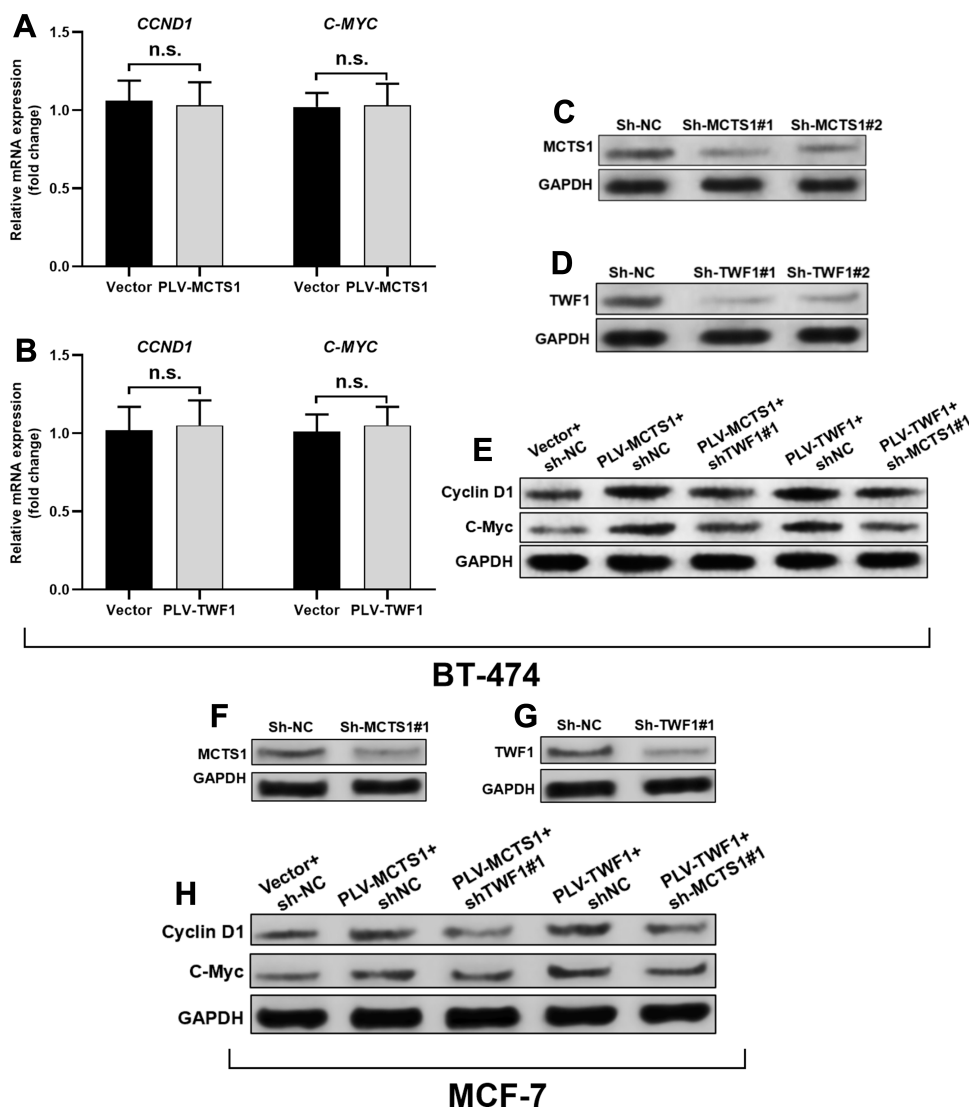 A
CCND1
C-MYC
1.5
n.s.
n.s.
1.0
Relative mRNA expression
(fold change)
0.5
0.0
Vector PLV-MCTS1
Vector PLV-MCTS1
B
CCND1
C-MYC
1.5
n.s.
n.s.
1.0
Relative mRNA expression
(fold change)
0.5
0.0
Vector PLV-TWF1
Vector PLV-TWF1
C
Sh-NC Sh-MCTS1#1 Sh-MCTS1#2
MCTS1
GAPDH
D
Sh-NC Sh-TWF1#1 Sh-TWF1#2
TWF1
GAPDH
E
Vector+
sh-NC
PLV-MCTS1+
shNC
PLV-MCTS1+
shTWF1#1
PLV-TWF1+
shNC
PLV-TWF1+
sh-MCTS1#1
Cyclin D1
C-Myc
GAPDH
BT-474
F
Sh-NC Sh-MCTS1#1
MCTS1
GAPDH
G
Sh-NC Sh-TWF1#1
TWF1
GAPDH
H
Vector+
sh-NC
PLV-MCTS1+
shNC
PLV-MCTS1+
shTWF1#1
PLV-TWF1+
shNC
PLV-TWF1+
sh-MCTS1#1
Cyclin D1
C-Myc
GAPDH
MCF-7